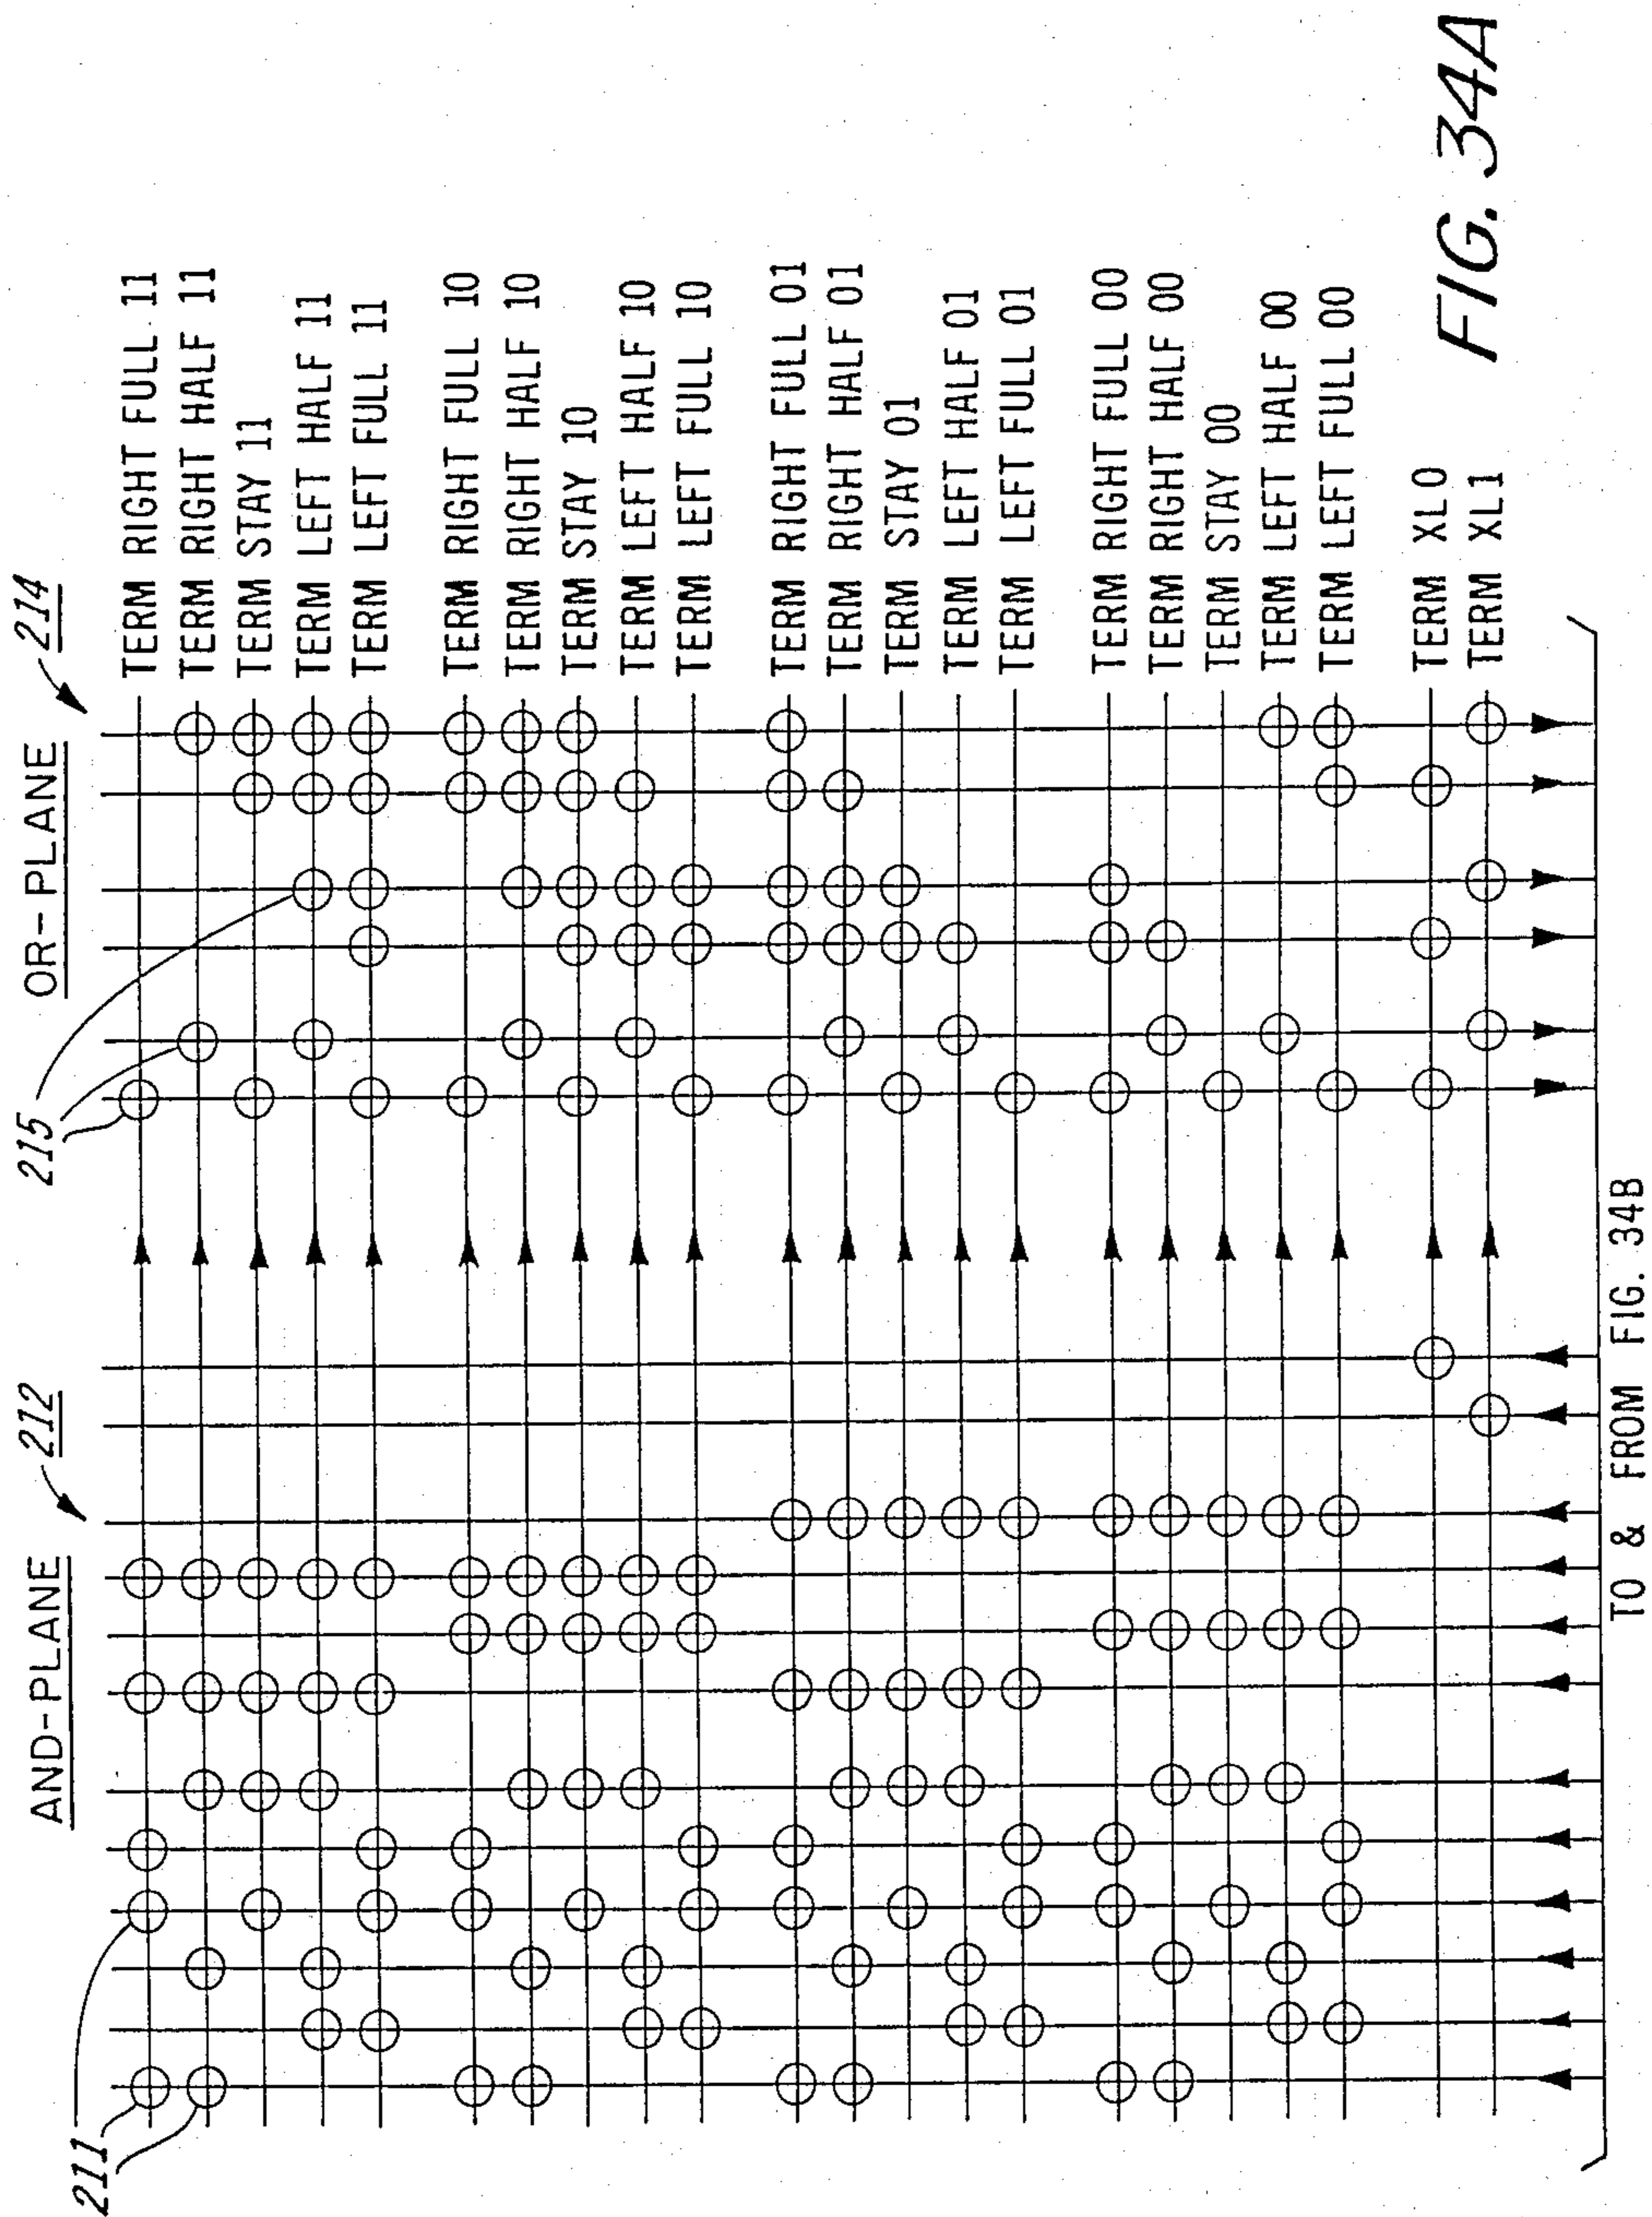 AND-PLANE
212
OR-PLANE
214
211
215
TERM RIGHT FULL 11
TERM RIGHT HALF 11
TERM STAY 11
TERM LEFT HALF 11
TERM LEFT FULL 11
TERM RIGHT FULL 10
TERM RIGHT HALF 10
TERM STAY 10
TERM LEFT HALF 10
TERM LEFT FULL 10
TERM RIGHT FULL 01
TERM RIGHT HALF 01
TERM STAY 01
TERM LEFT HALF 01
TERM LEFT FULL 01
TERM RIGHT FULL 00
TERM RIGHT HALF 00
TERM STAY 00
TERM LEFT HALF 00
TERM LEFT FULL 00
TERM XL0
TERM XL1
TO & FROM FIG. 34B
FIG. 34A